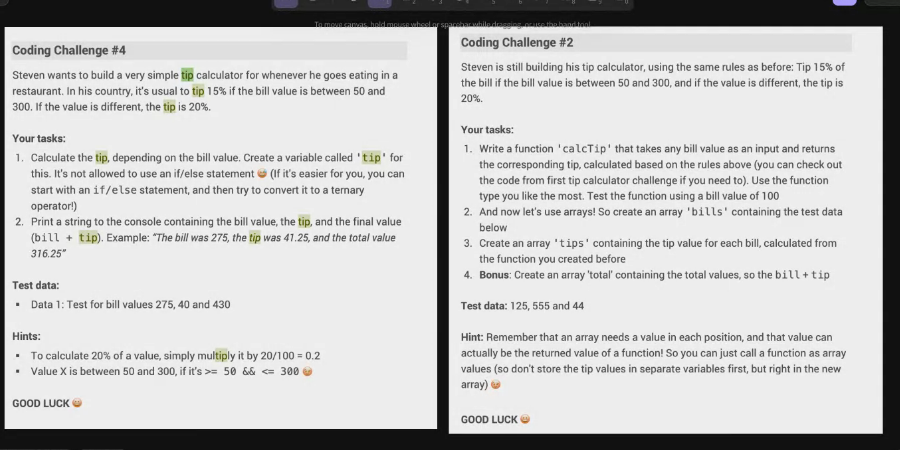 To move canvas, hold mouse wheel or spacebar while dragging, or use the hand tool
Coding Challenge #4
Steven wants to build a very simple tip calculator for whenever he goes eating in a
restaurant. In his country, it's usual to tip 15% if the bill value is between 50 and
300. If the value is different, the tip is 20%.
Your tasks:
1. Calculate the tip, depending on the bill value. Create a variable called 'tip' for
this. It's not allowed to use an if/else statement 😅 (If it's easier for you, you can
start with an if/else statement, and then try to convert it to a ternary
operator!)
2. Print a string to the console containing the bill value, the tip, and the final value
(bill + tip). Example: “The bill was 275, the tip was 41.25, and the total value
316.25”
Test data:
▪ Data 1: Test for bill values 275, 40 and 430
Hints:
▪ To calculate 20% of a value, simply multiply it by 20/100 = 0.2
▪ Value X is between 50 and 300, if it's >= 50 && <= 300 😉
GOOD LUCK 😀
Coding Challenge #2
Steven is still building his tip calculator, using the same rules as before: Tip 15% of
the bill if the bill value is between 50 and 300, and if the value is different, the tip is
20%.
Your tasks:
1. Write a function 'calcTip' that takes any bill value as an input and returns
the corresponding tip, calculated based on the rules above (you can check out
the code from first tip calculator challenge if you need to). Use the function
type you like the most. Test the function using a bill value of 100
2. And now let's use arrays! So create an array 'bills' containing the test data
below
3. Create an array 'tips' containing the tip value for each bill, calculated from
the function you created before
4. Bonus: Create an array 'total' containing the total values, so the bill + tip
Test data: 125, 555 and 44
Hint: Remember that an array needs a value in each position, and that value can
actually be the returned value of a function! So you can just call a function as array
values (so don't store the tip values in separate variables first, but right in the new
array) 😉
GOOD LUCK 😀